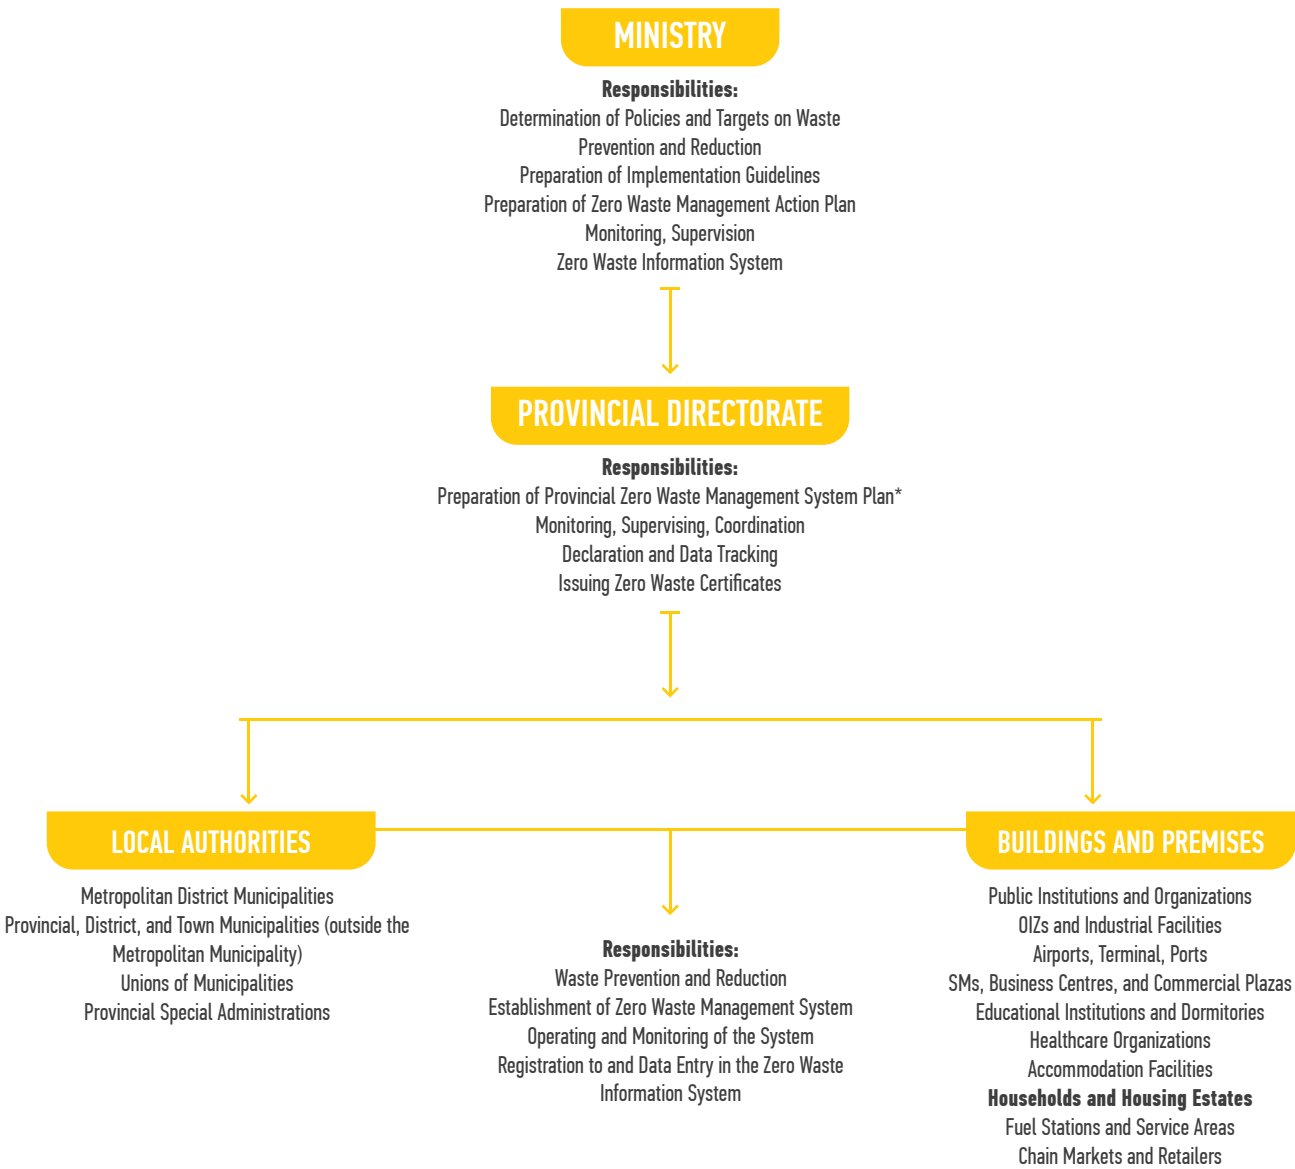 MINISTRY
Responsibilities:
Determination of Policies and Targets on Waste
Prevention and Reduction
Preparation of Implementation Guidelines
Preparation of Zero Waste Management Action Plan
Monitoring, Supervision
Zero Waste Information System
PROVINCIAL DIRECTORATE
Responsibilities:
Preparation of Provincial Zero Waste Management System Plan*
Monitoring, Supervising, Coordination
Declaration and Data Tracking
Issuing Zero Waste Certificates
LOCAL AUTHORITIES
Metropolitan District Municipalities
Provincial, District, and Town Municipalities (outside the
Metropolitan Municipality)
Unions of Municipalities
Provincial Special Administrations
Responsibilities:
Waste Prevention and Reduction
Establishment of Zero Waste Management System
Operating and Monitoring of the System
Registration to and Data Entry in the Zero Waste
Information System
BUILDINGS AND PREMISES
Public Institutions and Organizations
OIZs and Industrial Facilities
Airports, Terminal, Ports
SMs, Business Centres, and Commercial Plazas
Educational Institutions and Dormitories
Healthcare Organizations
Accommodation Facilities
Households and Housing Estates
Fuel Stations and Service Areas
Chain Markets and Retailers